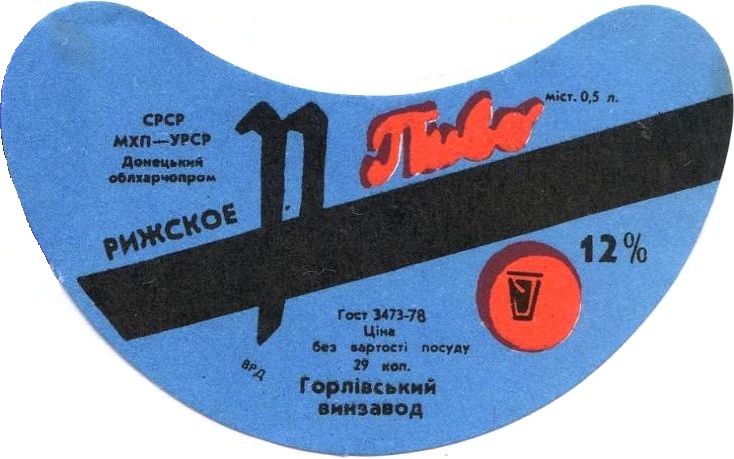 СРСР
МХП—УРСР
Донецький
облхарчопром
РИЖСКОЕ
Р
Пиво
міст. 0,5 л.
12%
Гост 3473-78
Ціна
без вартості посуду
29 коп.
ВРД
Горлівський
винзавод